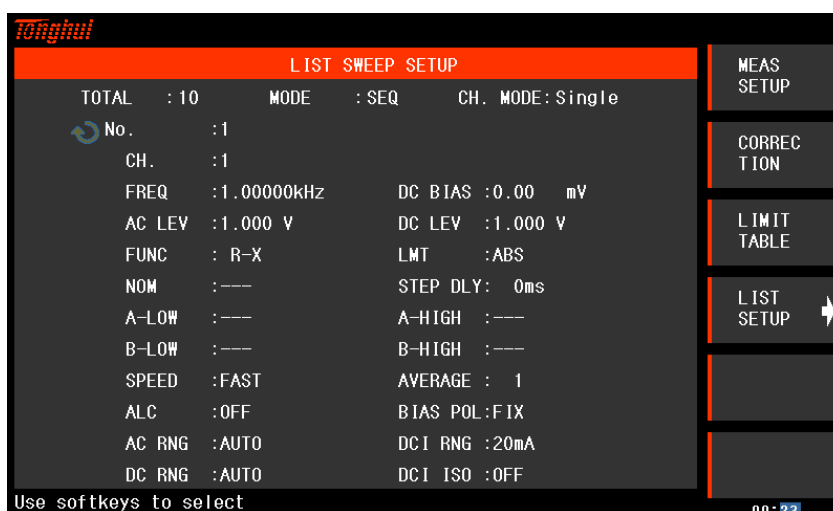 Tonghui
LIST SWEEP SETUP
TOTAL :10 MODE :SEQ CH. MODE:Single
No. :1
CH. :1
FREQ :1.00000kHz DC BIAS :0.00 mV
AC LEV :1.000 V DC LEV :1.000 V
FUNC : R-X LMT :ABS
NOM :--- STEP DLY: 0ms
A-LOW :--- A-HIGH :---
B-LOW :--- B-HIGH :---
SPEED :FAST AVERAGE : 1
ALC :OFF BIAS POL:FIX
AC RNG :AUTO DCI RNG :20mA
DC RNG :AUTO DCI ISO :OFF
Use softkeys to select
MEAS
SETUP
CORREC
TION
LIMIT
TABLE
LIST
SETUP